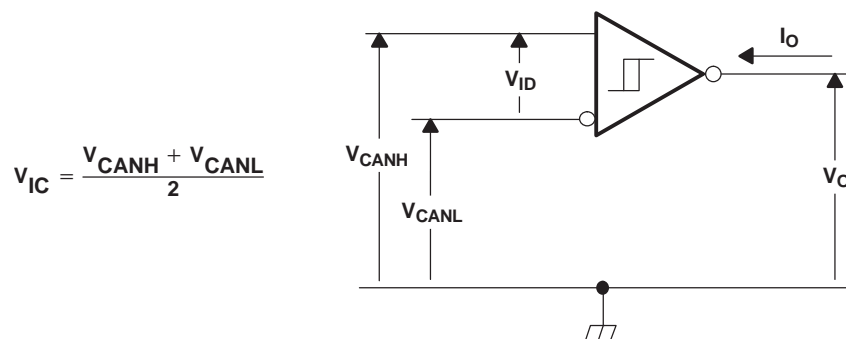 V_IC = (V_CANH + V_CANL) / 2
V_CANH
V_CANL
V_ID
I_O
V_O